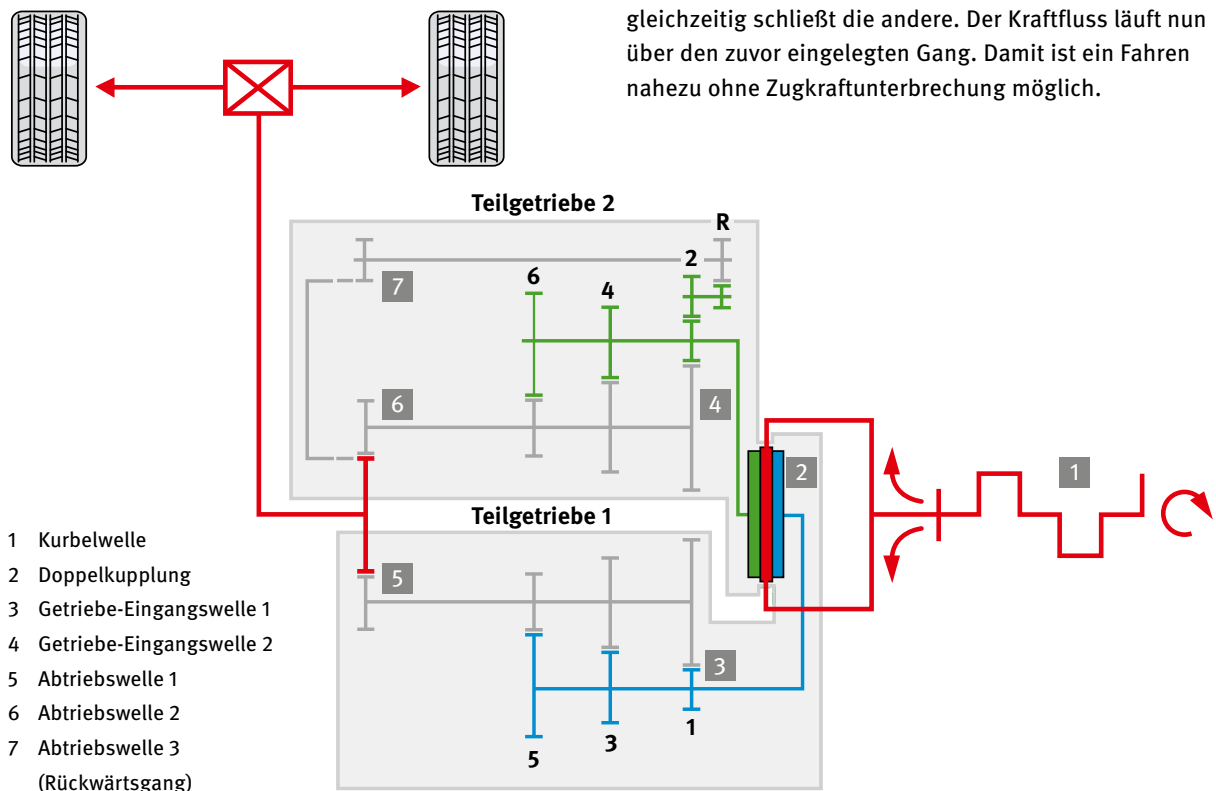 gleichzeitig schließt die andere. Der Kraftfluss läuft nun
über den zuvor eingelegten Gang. Damit ist ein Fahren
nahezu ohne Zugkraftunterbrechung möglich.
Teilgetriebe 2
R
2
6
4
7
6
4
2
1
Teilgetriebe 1
5
3
1
3
5
1 Kurbelwelle
2 Doppelkupplung
3 Getriebe-Eingangswelle 1
4 Getriebe-Eingangswelle 2
5 Abtriebswelle 1
6 Abtriebswelle 2
7 Abtriebswelle 3
(Rückwärtsgang)